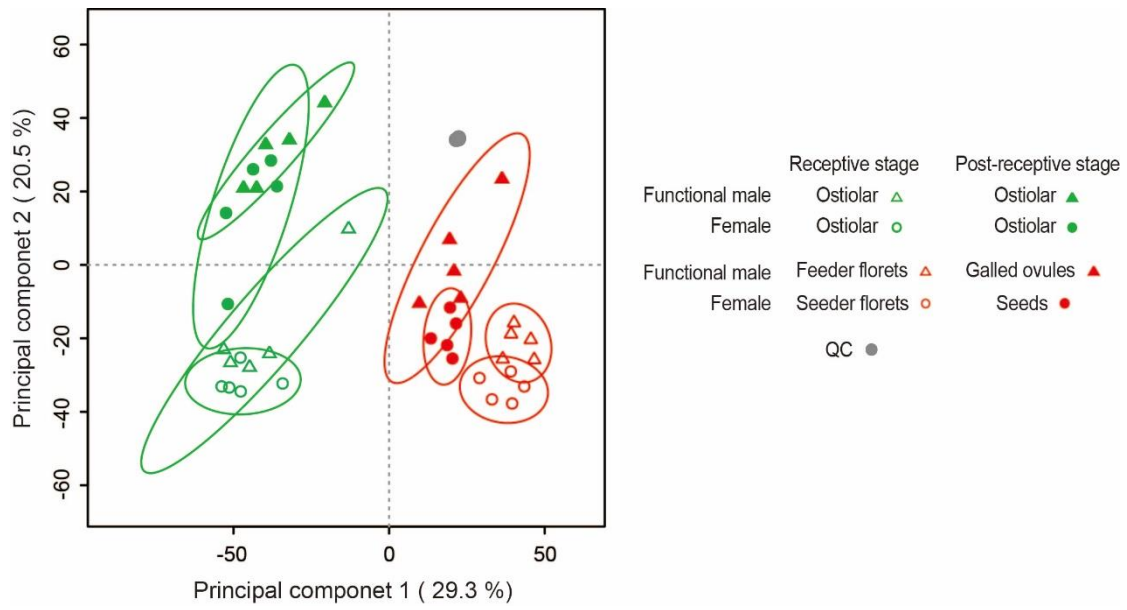 60
40
20
0
-20
-40
-60
-50 0 50
Principal componet 2 ( 20.5 %)
Principal componet 1 ( 29.3 %)
Receptive stage Post-receptive stage
Functional male Ostiolar Ostiolar
Female Ostiolar Ostiolar
Functional male Feeder florets Galled ovules
Female Seeder florets Seeds
QC